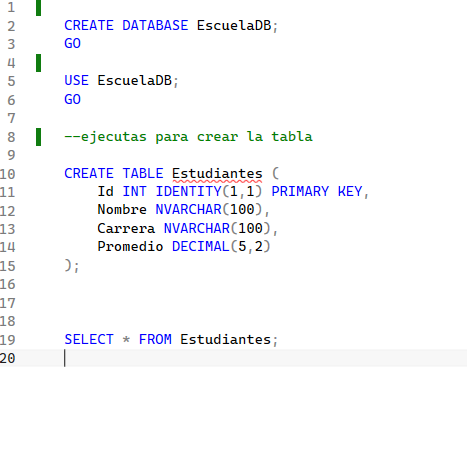 1
2 CREATE DATABASE EscuelaDB;
3 GO
4
5 USE EscuelaDB;
6 GO
7
8 --ejecutas para crear la tabla
9
10 CREATE TABLE Estudiantes (
11 Id INT IDENTITY(1,1) PRIMARY KEY,
12 Nombre NVARCHAR(100),
13 Carrera NVARCHAR(100),
14 Promedio DECIMAL(5,2)
15 );
16
17
18
19 SELECT * FROM Estudiantes;
20